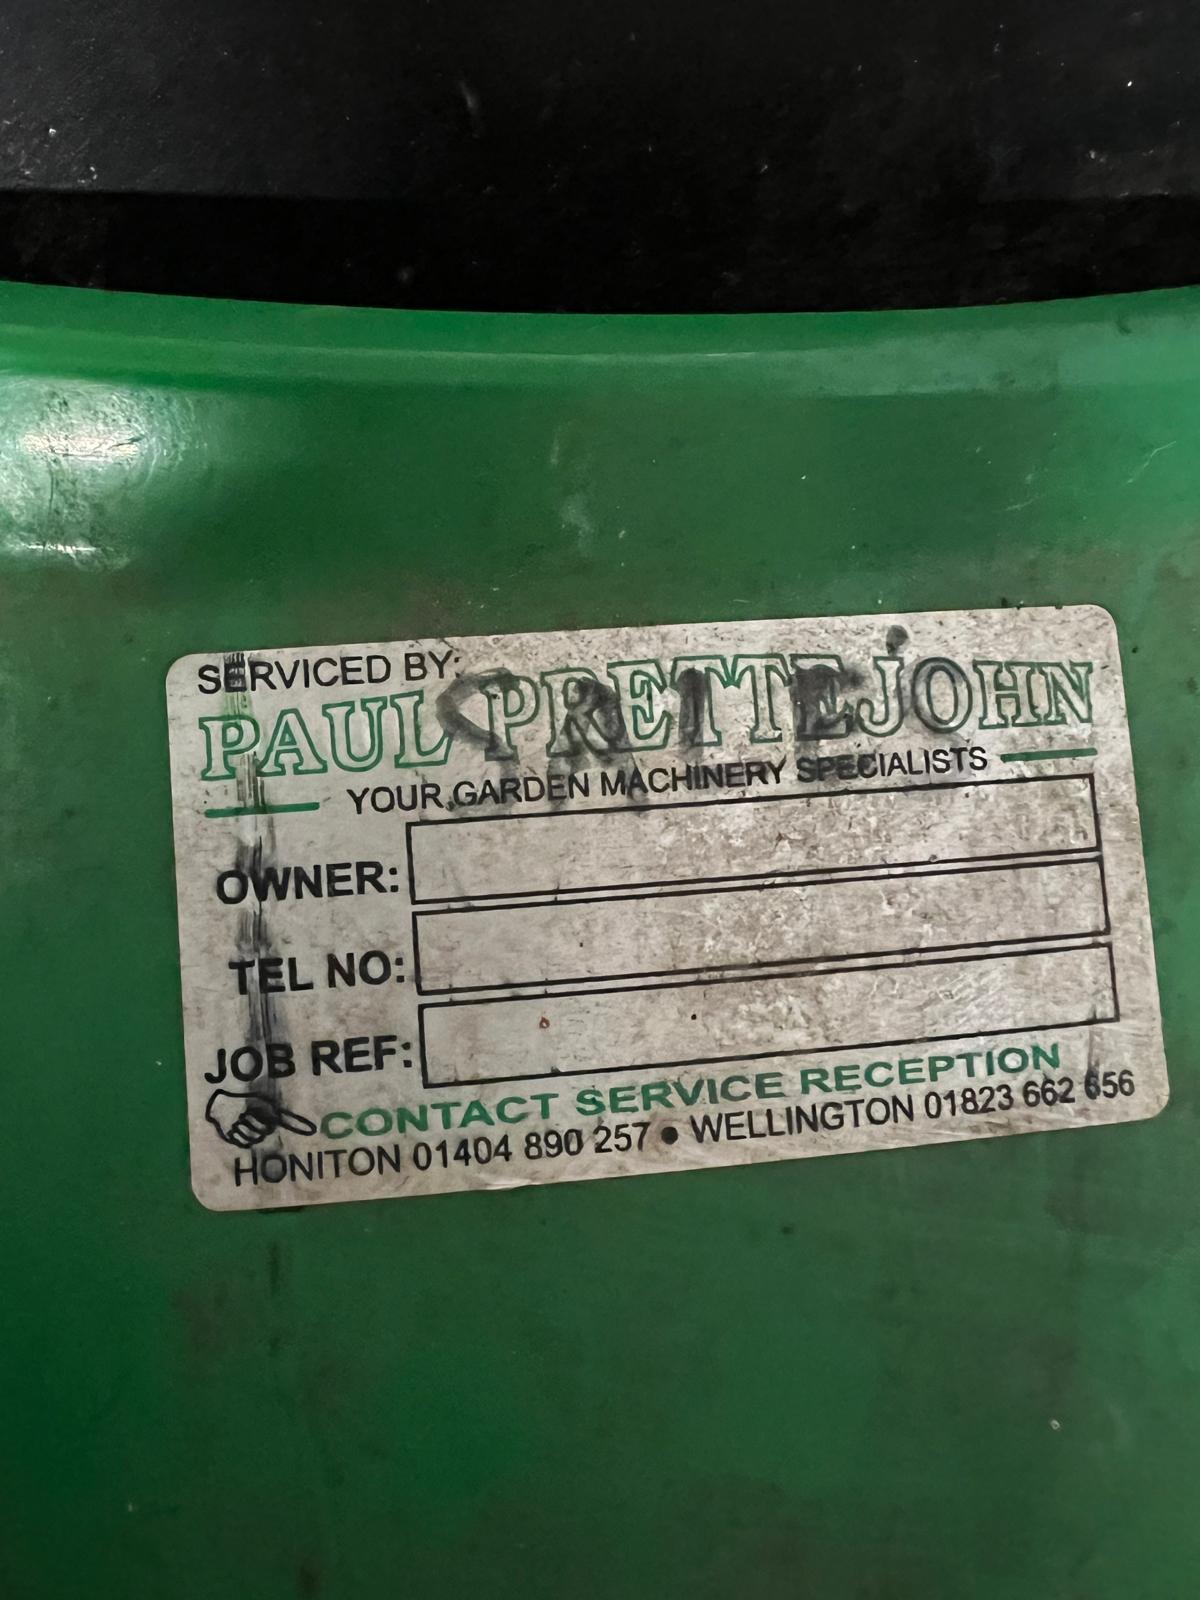 SERVICED BY:
PAUL PRETTEJOHN
YOUR GARDEN MACHINERY SPECIALISTS
OWNER:
TEL NO:
JOB REF:
CONTACT SERVICE RECEPTION
HONITON 01404 890 257 • WELLINGTON 01823 662 656